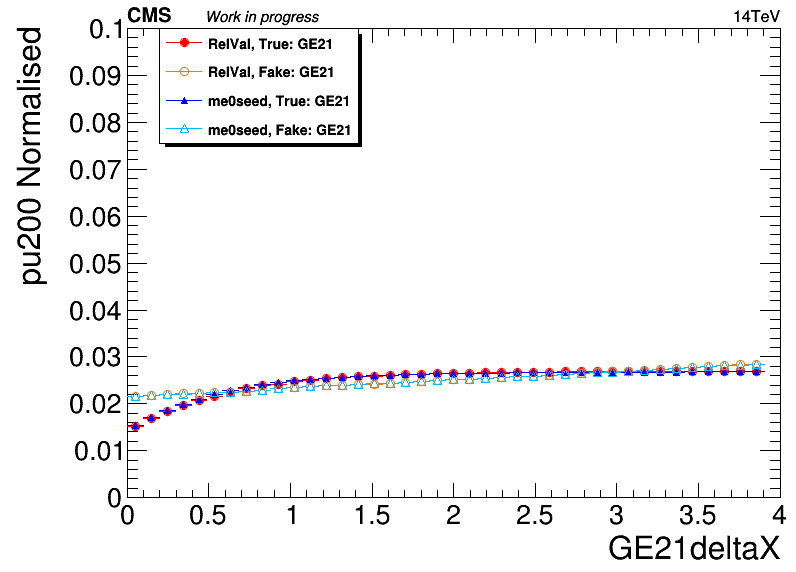 CMS Work in progress 14TeV
pu200 Normalised
0.1
0.09
0.08
0.07
0.06
0.05
0.04
0.03
0.02
0.01
0
RelVal, True: GE21
RelVal, Fake: GE21
me0seed, True: GE21
me0seed, Fake: GE21
0 0.5 1 1.5 2 2.5 3 3.5 4
GE21deltaX